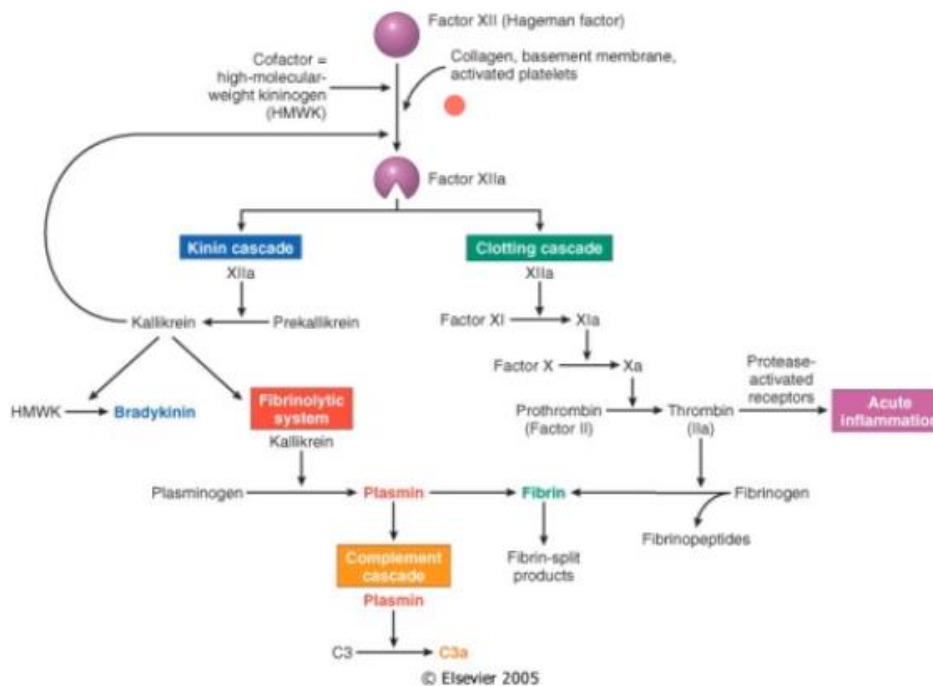 Factor XII (Hageman factor)
Cofactor =
high-molecular-
weight kininogen
(HMWK)
Collagen, basement membrane,
activated platelets
Factor XIIa
Kinin cascade
Clotting cascade
XIIa
XIIa
Kallikrein
Prekallikrein
Factor XI
XIa
Factor X
Xa
Protease-
activated
receptors
HMWK
Bradykinin
Fibrinolytic
system
Kallikrein
Prothrombin
(Factor II)
Thrombin
(IIa)
Acute
inflammation
Plasminogen
Plasmin
Fibrin
Fibrinogen
Fibrinopeptides
Fibrin-split
products
Complement
cascade
Plasmin
C3
C3a
© Elsevier 2005